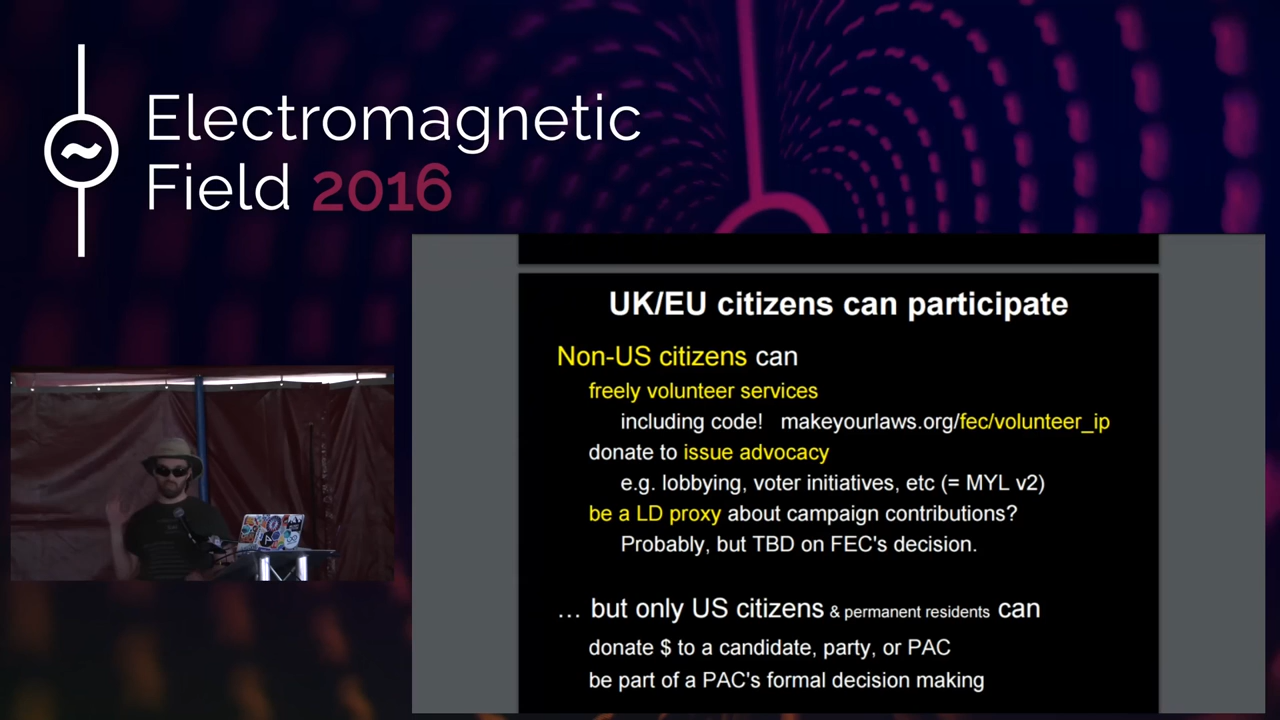 Electromagnetic
Field 2016
UK/EU citizens can participate
Non-US citizens can
freely volunteer services
including code! makeyourlaws.org/fec/volunteer_ip
donate to issue advocacy
e.g. lobbying, voter initiatives, etc (= MYL v2)
be a LD proxy about campaign contributions?
Probably, but TBD on FEC's decision.
… but only US citizens & permanent residents can
donate $ to a candidate, party, or PAC
be part of a PAC's formal decision making